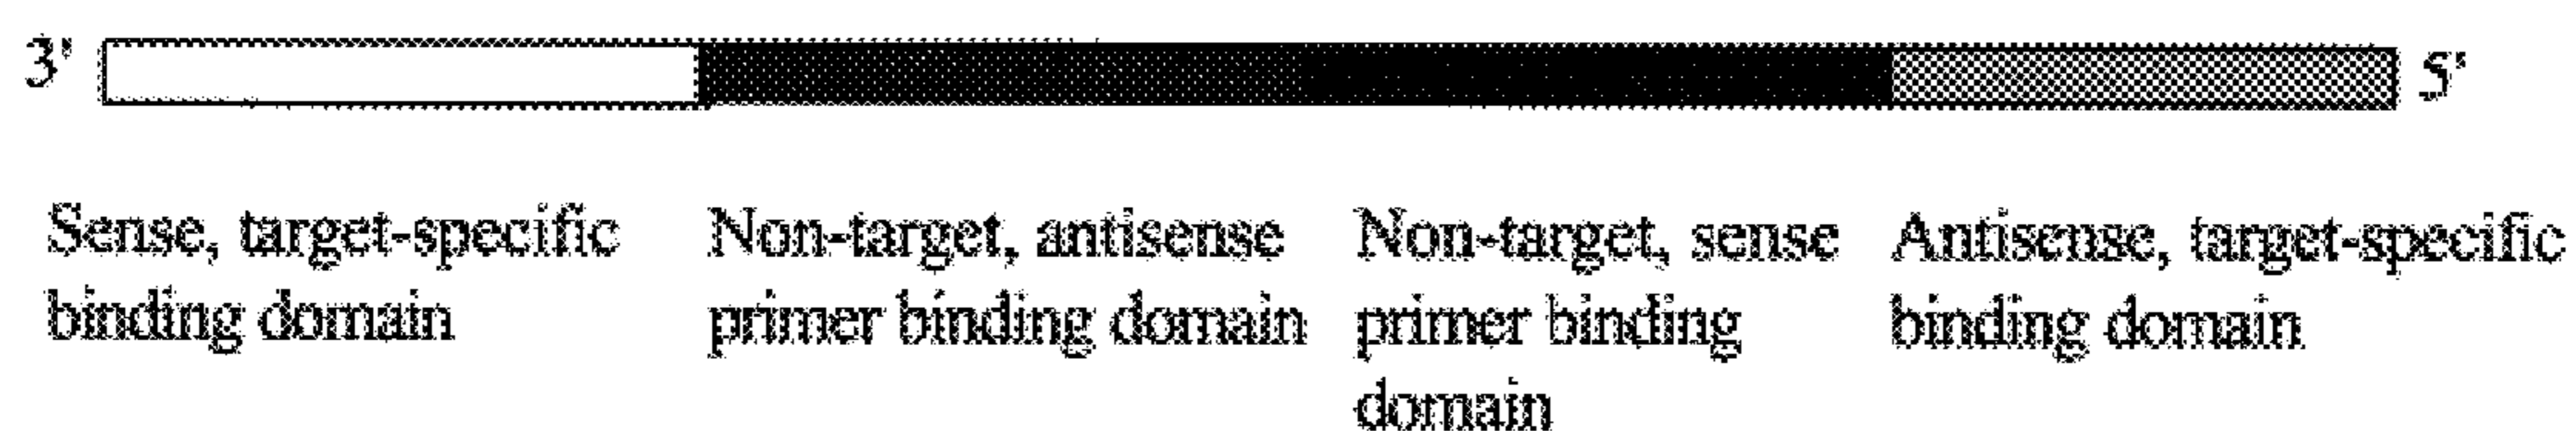 3' 5'
Sense, target-specific Non-target, antisense Non-target, sense Antisense, target-specific
binding domain primer binding domain primer binding binding domain
domain